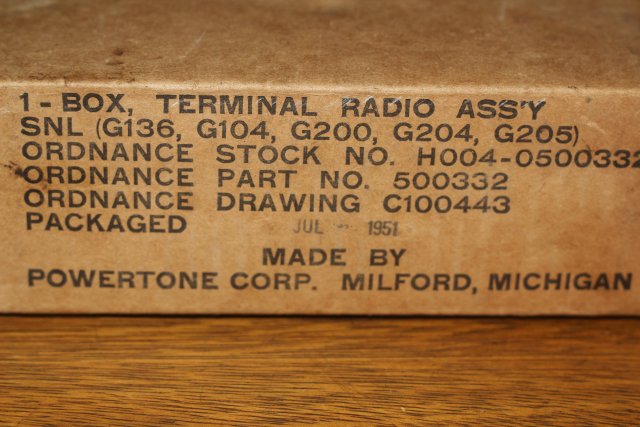 1 - BOX, TERMINAL RADIO ASS'Y
SNL (G136, G104, G200, G204, G205)
ORDNANCE STOCK NO. H004-0500332
ORDNANCE PART NO. 500332
ORDNANCE DRAWING C100443
PACKAGED JUL 1951
MADE BY
POWERTONE CORP. MILFORD, MICHIGAN